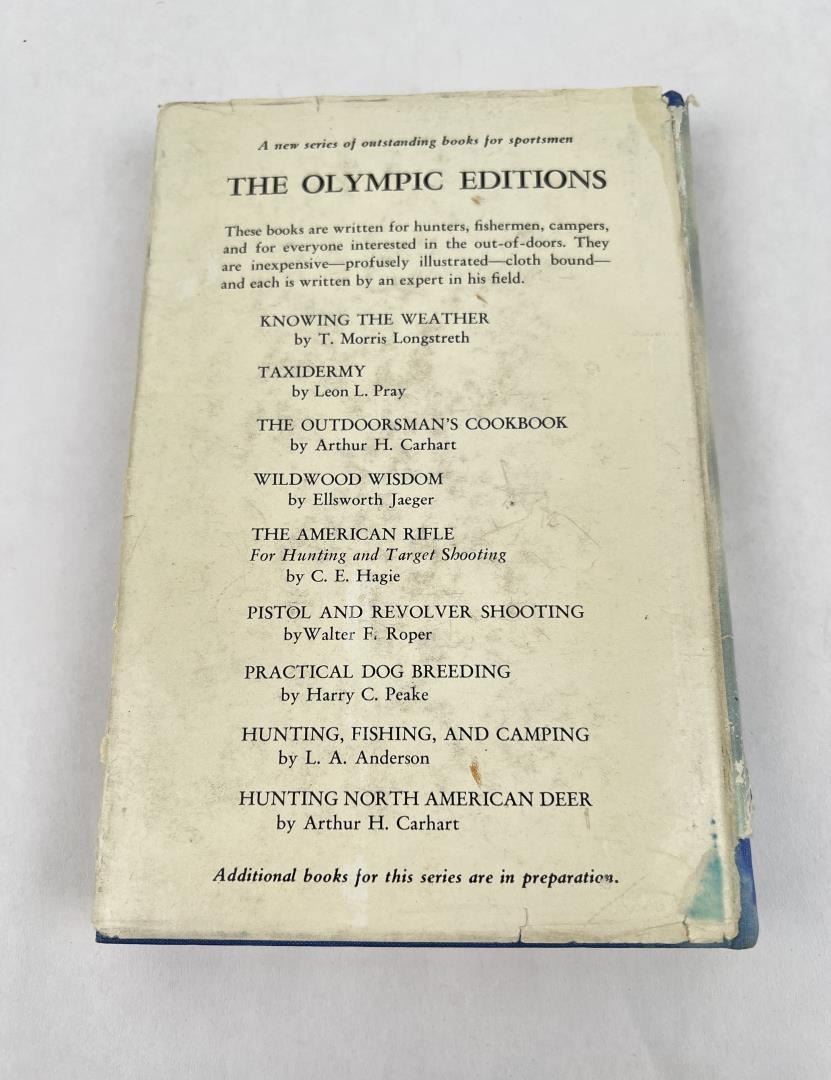 A new series of outstanding books for sportsmen
THE OLYMPIC EDITIONS
These books are written for hunters, fishermen, campers,
and for everyone interested in the out-of-doors. They
are inexpensive—profusely illustrated—cloth bound—
and each is written by an expert in his field.
KNOWING THE WEATHER
by T. Morris Longstreth
TAXIDERMY
by Leon L. Pray
THE OUTDOORSMAN'S COOKBOOK
by Arthur H. Carhart
WILDWOOD WISDOM
by Ellsworth Jaeger
THE AMERICAN RIFLE
For Hunting and Target Shooting
by C. E. Hagie
PISTOL AND REVOLVER SHOOTING
by Walter F. Roper
PRACTICAL DOG BREEDING
by Harry C. Peake
HUNTING, FISHING, AND CAMPING
by L. A. Anderson
HUNTING NORTH AMERICAN DEER
by Arthur H. Carhart
Additional books for this series are in preparation.